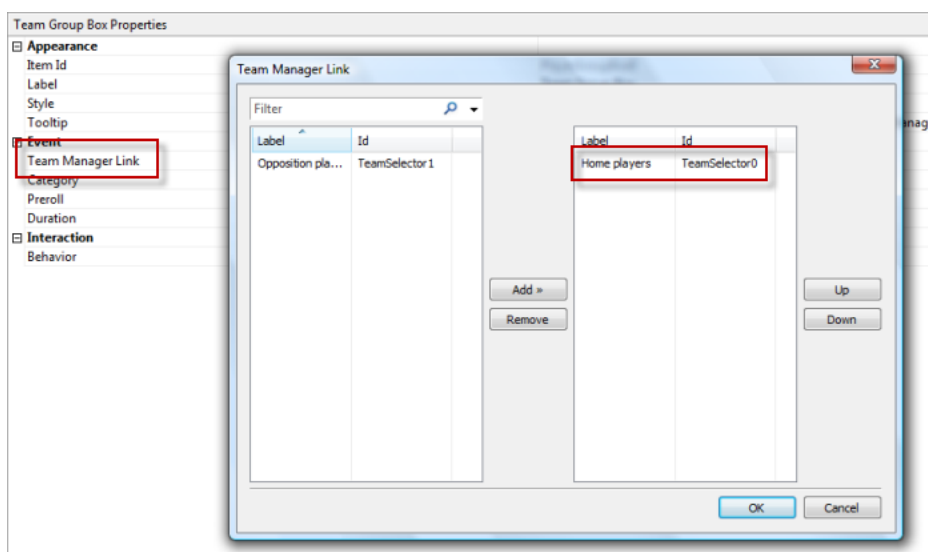 Team Group Box Properties
Appearance
Item Id
Label
Style
Tooltip
Event
Team Manager Link
Category
Preroll
Duration
Interaction
Behavior
Team Manager Link
Filter
Label Id
Opposition pla... TeamSelector1
Add »
Remove
Label Id
Home players TeamSelector0
Up
Down
OK Cancel